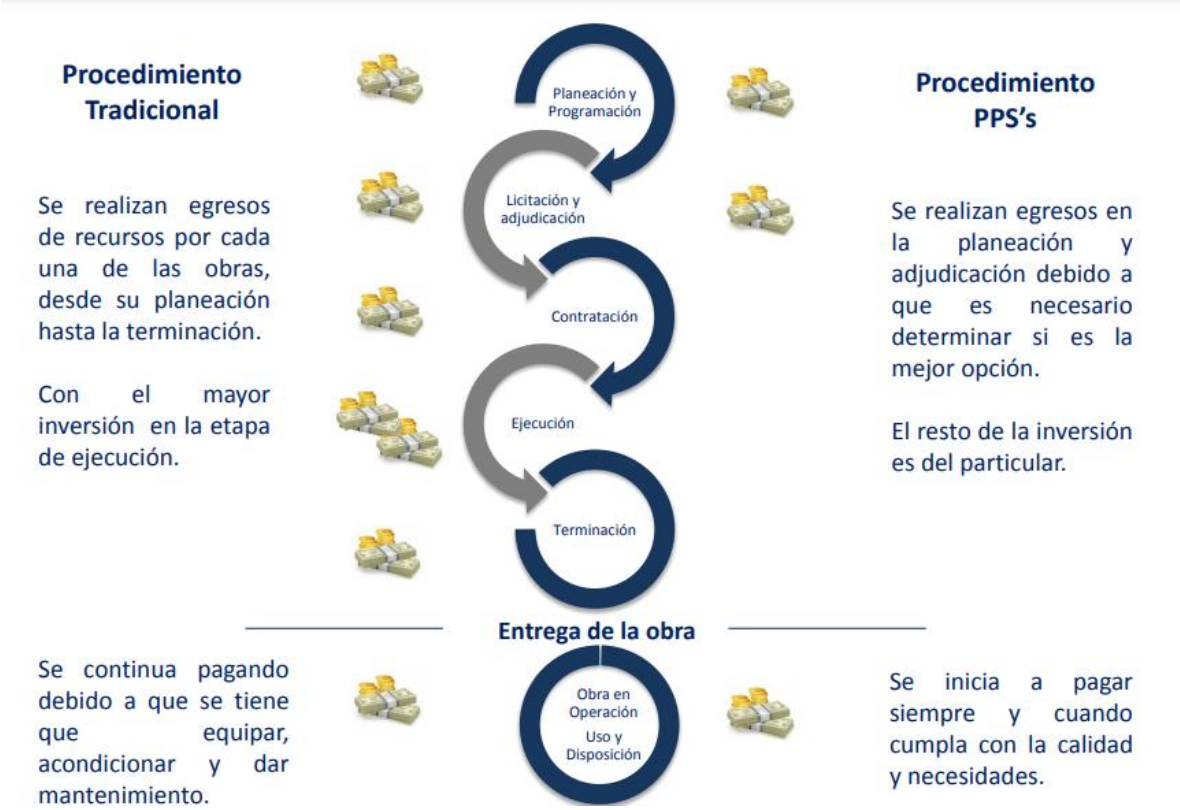 Procedimiento
Tradicional
Se realizan egresos
de recursos por cada
una de las obras,
desde su planeación
hasta la terminación.
Con el mayor
inversión en la etapa
de ejecución.
Planeación y
Programación
Licitación y
adjudicación
Contratación
Ejecución
Terminación
Procedimiento
PPS's
Se realizan egresos en
la planeación y
adjudicación debido a
que es necesario
determinar si es la
mejor opción.
El resto de la inversión
es del particular.
Entrega de la obra
Se continua pagando
debido a que se tiene
que equipar,
acondicionar y dar
mantenimiento.
Obra en
Operación
Uso y
Disposición
Se inicia a pagar
siempre y cuando
cumpla con la calidad
y necesidades.